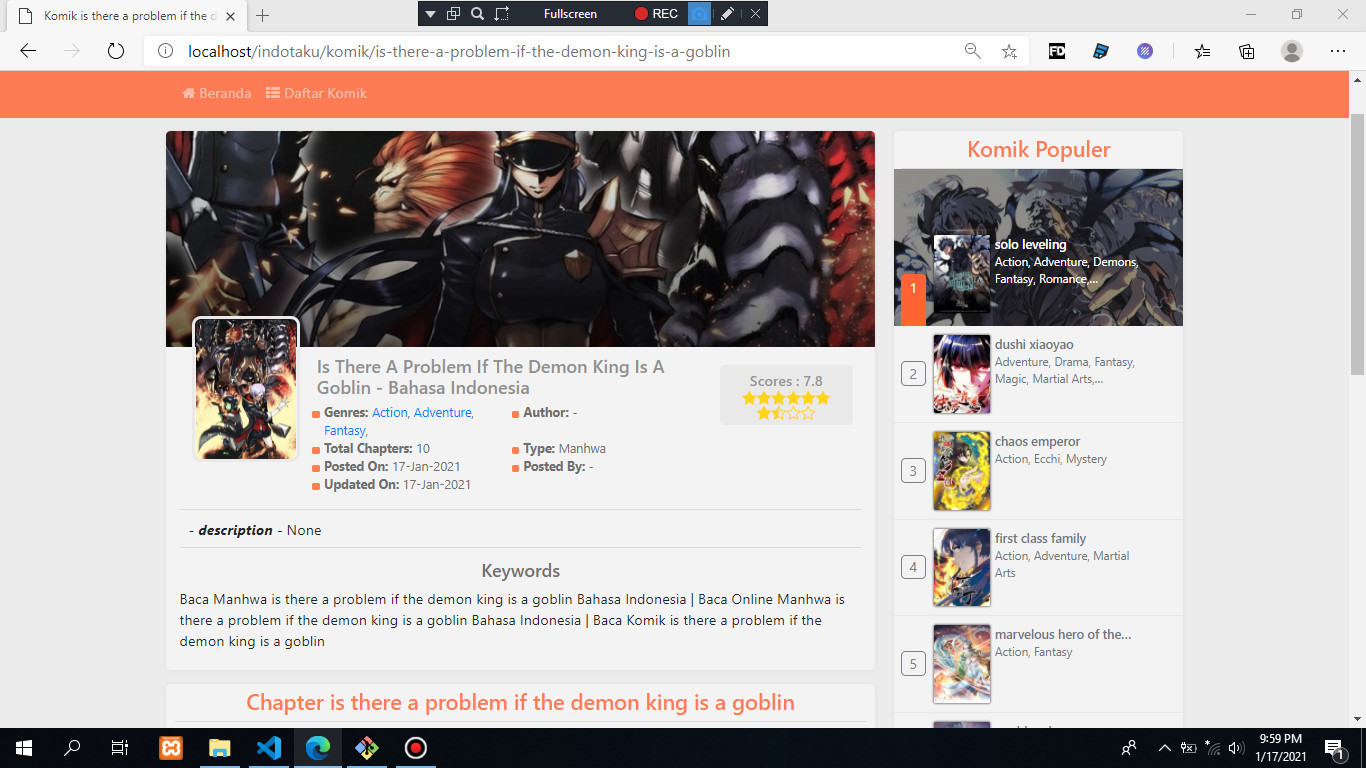 Komik is there a problem if the d
Fullscreen
REC
localhost/indotaku/komik/is-there-a-problem-if-the-demon-king-is-a-goblin
FD
Beranda
Daftar Komik
Is There A Problem If The Demon King Is A
Goblin - Bahasa Indonesia
Scores : 7.8
Genres: Action, Adventure,
Fantasy,
Author: -
Total Chapters: 10
Type: Manhwa
Posted On: 17-Jan-2021
Posted By: -
Updated On: 17-Jan-2021
- description - None
Keywords
Baca Manhwa is there a problem if the demon king is a goblin Bahasa Indonesia | Baca Online Manhwa is
there a problem if the demon king is a goblin Bahasa Indonesia | Baca Komik is there a problem if the
demon king is a goblin
Chapter is there a problem if the demon king is a goblin
Komik Populer
1
solo leveling
Action, Adventure, Demons,
Fantasy, Romance,...
2
dushi xiaoyao
Adventure, Drama, Fantasy,
Magic, Martial Arts,...
3
chaos emperor
Action, Ecchi, Mystery
4
first class family
Action, Adventure, Martial
Arts
5
marvelous hero of the...
Action, Fantasy
9:59 PM
1/17/2021
1